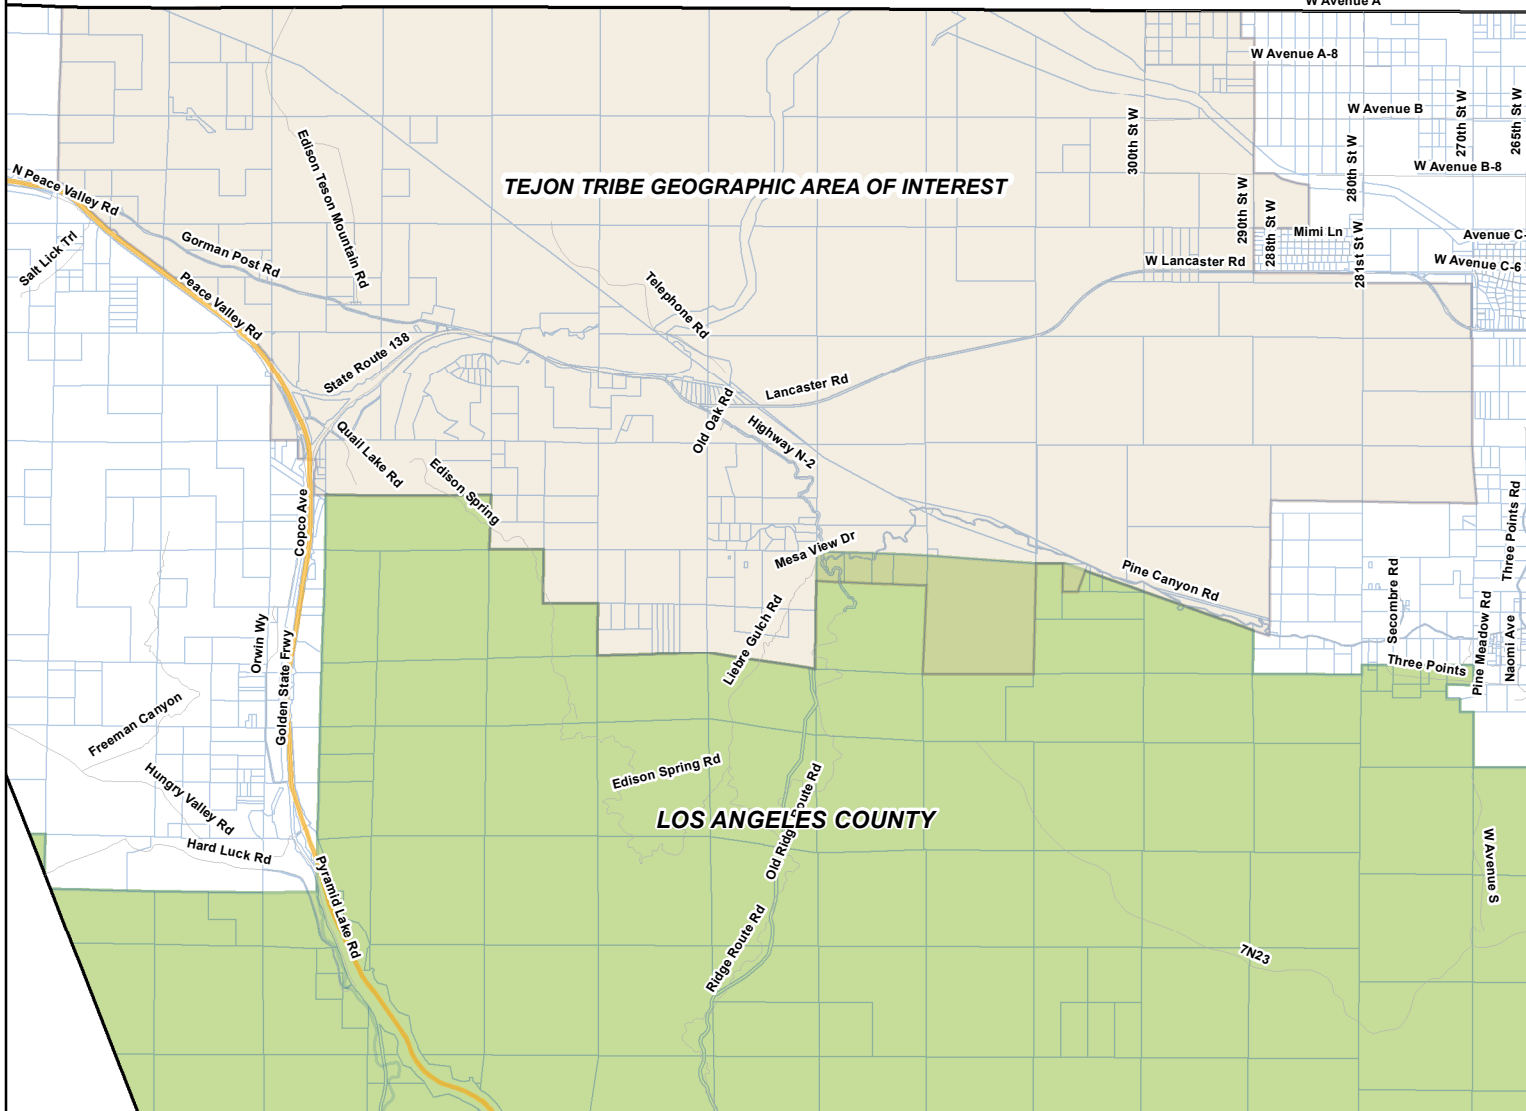 W Avenue A
W Avenue A-8
W Avenue B
270th St W
265th St W
300th St W
280th St W
W Avenue B-8
N Peace Valley Rd
Edison Teson Mountain Rd
TEJON TRIBE GEOGRAPHIC AREA OF INTEREST
290th St W
288th St W
Mimi Ln
281st St W
Avenue C-
Salt Lick Trl
Gorman Post Rd
W Lancaster Rd
W Avenue C-6
Peace Valley Rd
Telephone Rd
State Route 138
Lancaster Rd
Old Oak Rd
Highway N-2
Quail Lake Rd
Edison Spring
Copco Ave
Three Points Rd
Mesa View Dr
Pine Canyon Rd
Secombre Rd
Orwin Wy
Liebre Gulch Rd
Pine Meadow Rd
Naomi Ave
Golden State Frwy
Three Points
Freeman Canyon
Edison Spring Rd
Hungry Valley Rd
LOS ANGELES COUNTY
Old Ridge Route Rd
Hard Luck Rd
W Avenue S
Pyramid Lake Rd
Ridge Route Rd
7N23